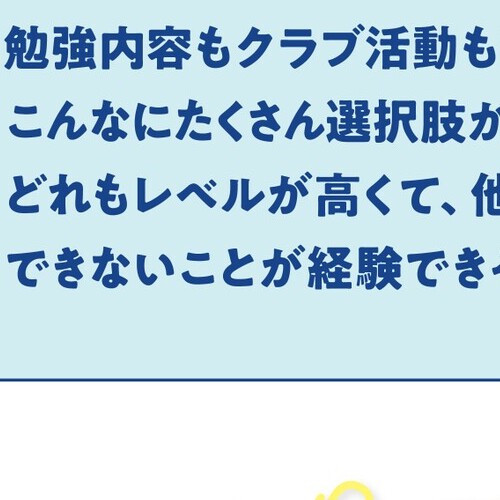 勉強内容もクラブ活動も
こんなにたくさん選択肢が
どれもレベルが高くて、他
できないことが経験でき